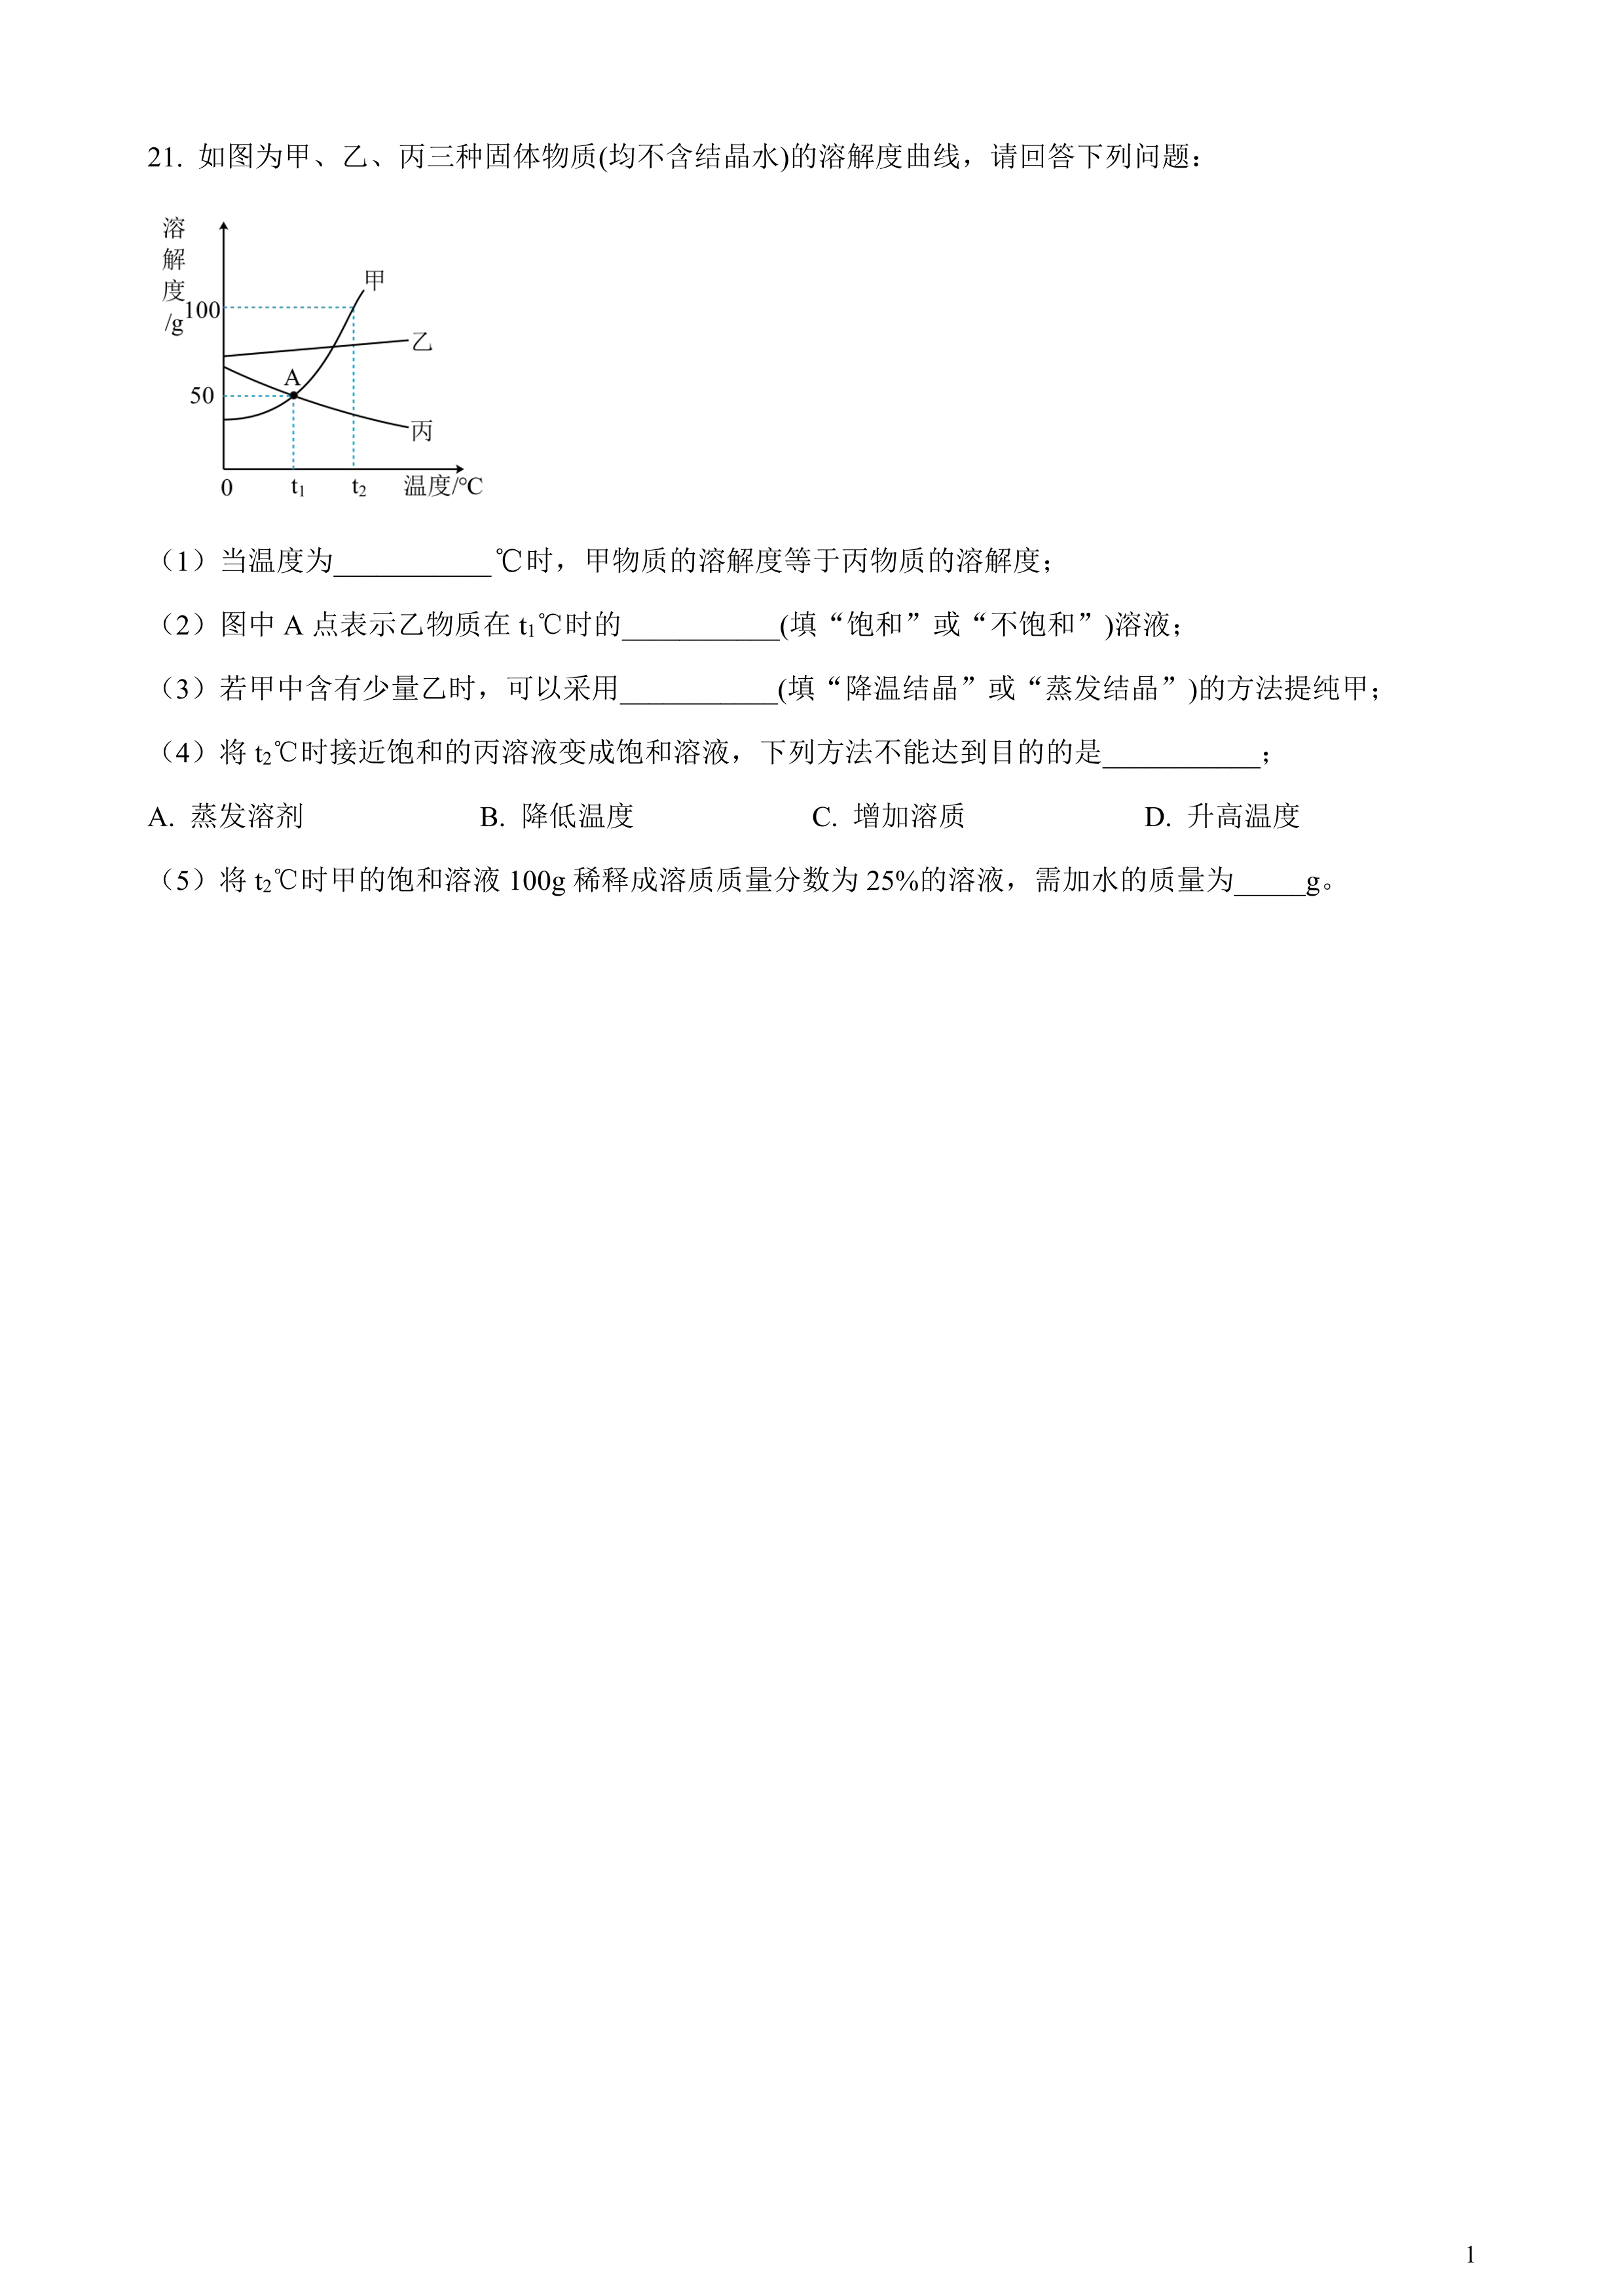 21. 如图为甲、乙、丙三种固体物质(均不含结晶水)的溶解度曲线，请回答下列问题：
溶解度/g
100
50
甲
乙
A
丙
0 t₁ t₂ 温度/℃
（1）当温度为___________℃时，甲物质的溶解度等于丙物质的溶解度；
（2）图中 A 点表示乙物质在 t₁℃时的___________(填“饱和”或“不饱和”)溶液；
（3）若甲中含有少量乙时，可以采用___________(填“降温结晶”或“蒸发结晶”)的方法提纯甲；
（4）将 t₂℃时接近饱和的丙溶液变成饱和溶液，下列方法不能达到目的的是___________；
A. 蒸发溶剂 B. 降低温度 C. 增加溶质 D. 升高温度
（5）将 t₂℃时甲的饱和溶液 100g 稀释成溶质质量分数为 25%的溶液，需加水的质量为_____g。
1